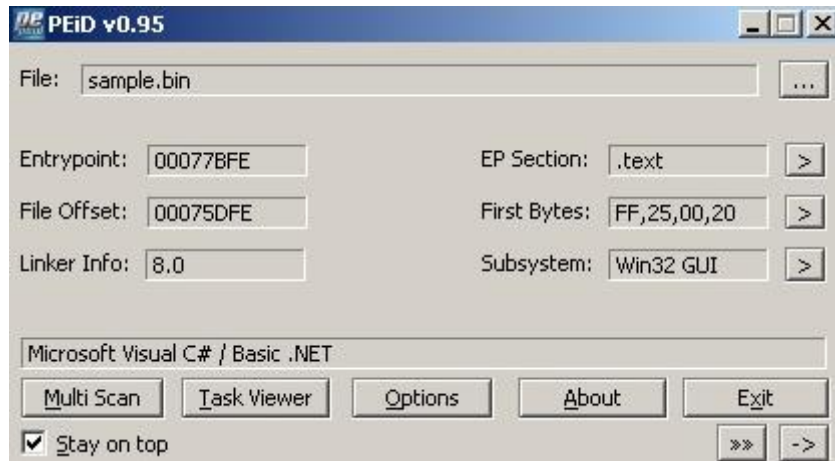 PEiD v0.95
File: sample.bin ...
Entrypoint: 00077BFE EP Section: .text >
File Offset: 00075DFE First Bytes: FF,25,00,20 >
Linker Info: 8.0 Subsystem: Win32 GUI >
Microsoft Visual C# / Basic .NET
Multi Scan Task Viewer Options About Exit
Stay on top »» ->